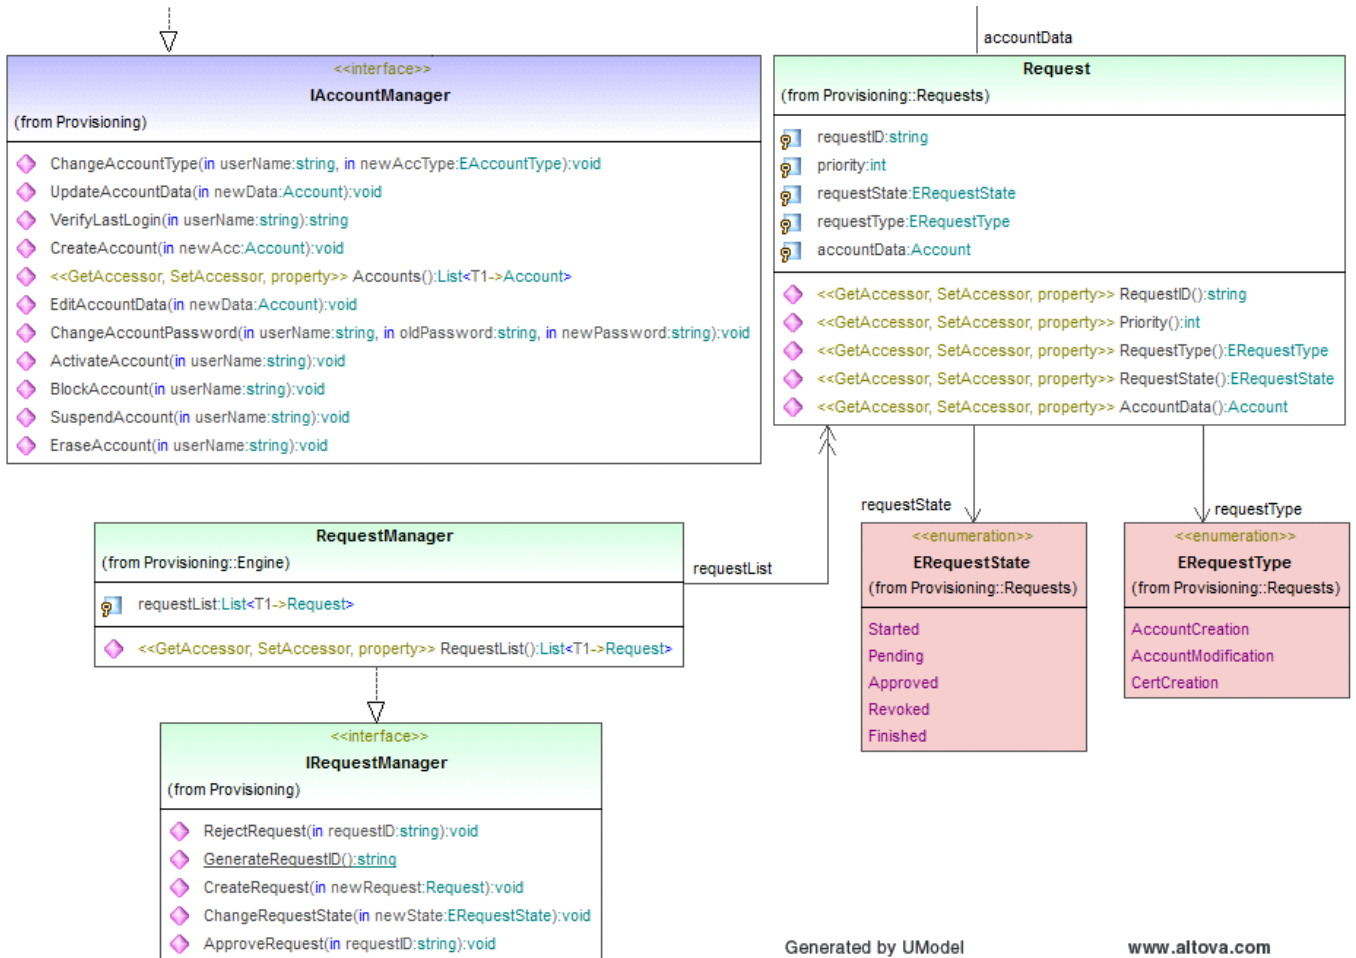 accountData
<<interface>>
IAccountManager
(from Provisioning)
ChangeAccountType(in userName:string, in newAccType:EAccountType):void
UpdateAccountData(in newData:Account):void
VerifyLastLogin(in userName:string):string
CreateAccount(in newAcc:Account):void
<<GetAccessor, SetAccessor, property>> Accounts():List<T1->Account>
EditAccountData(in newData:Account):void
ChangeAccountPassword(in userName:string, in oldPassword:string, in newPassword:string):void
ActivateAccount(in userName:string):void
BlockAccount(in userName:string):void
SuspendAccount(in userName:string):void
EraseAccount(in userName:string):void
Request
(from Provisioning::Requests)
requestID:string
priority:int
requestState:ERequestState
requestType:ERequestType
accountData:Account
<<GetAccessor, SetAccessor, property>> RequestID():string
<<GetAccessor, SetAccessor, property>> Priority():int
<<GetAccessor, SetAccessor, property>> RequestType():ERequestType
<<GetAccessor, SetAccessor, property>> RequestState():ERequestState
<<GetAccessor, SetAccessor, property>> AccountData():Account
RequestManager
(from Provisioning::Engine)
requestList:List<T1->Request>
<<GetAccessor, SetAccessor, property>> RequestList():List<T1->Request>
requestList
requestState
requestType
<<enumeration>>
ERequestState
(from Provisioning::Requests)
Started
Pending
Approved
Revoked
Finished
<<enumeration>>
ERequestType
(from Provisioning::Requests)
AccountCreation
AccountModification
CertCreation
<<interface>>
IRequestManager
(from Provisioning)
RejectRequest(in requestID:string):void
GenerateRequestID():string
CreateRequest(in newRequest:Request):void
ChangeRequestState(in newState:ERequestState):void
ApproveRequest(in requestID:string):void
Generated by UModel
www.altova.com